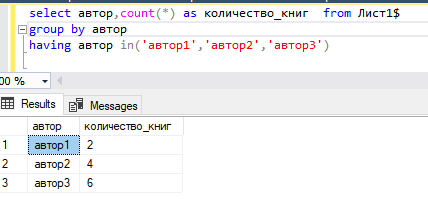 select автор,count(*) as количество_книг from Лист1$
group by автор
having автор in('автор1','автор2','автор3')
00 %
Results Messages
автор количество_книг
1 автор1 2
2 автор2 4
3 автор3 6